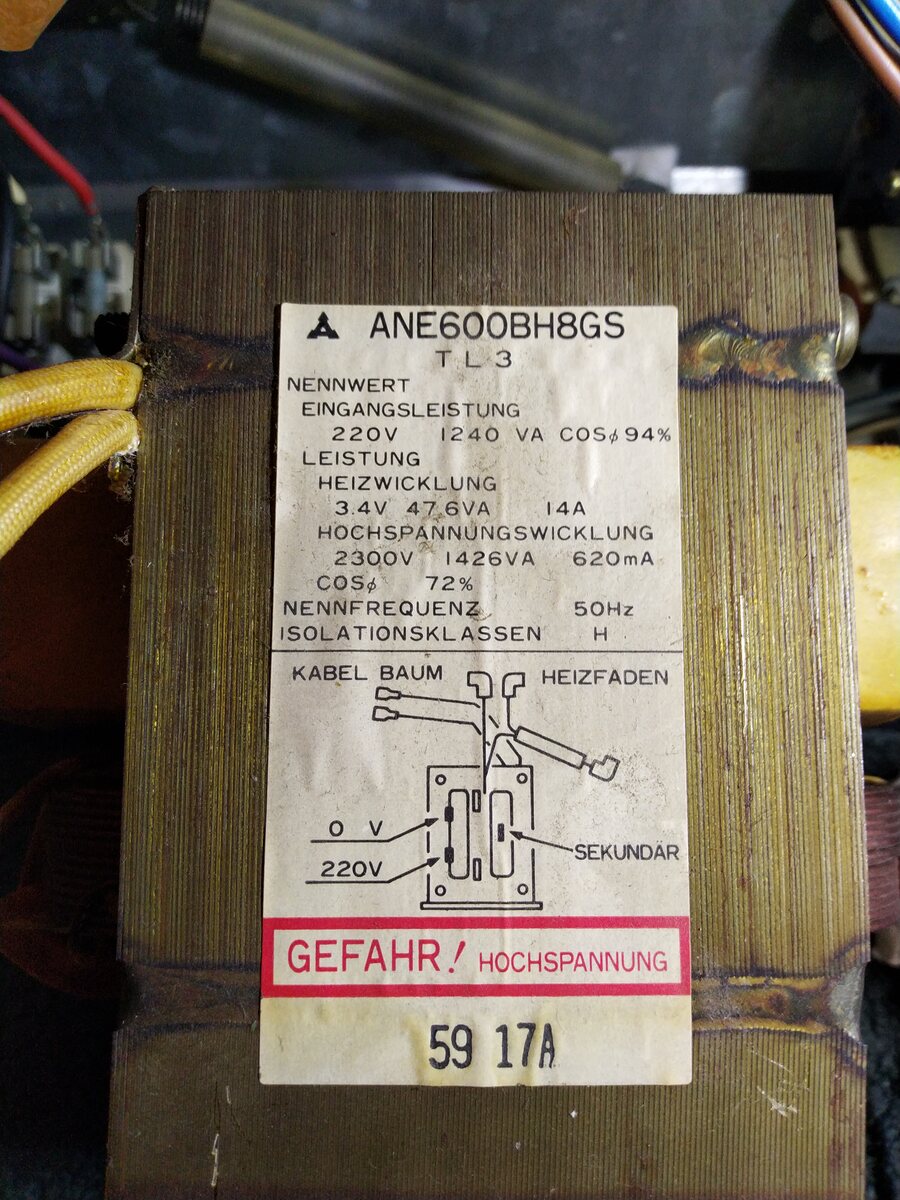 ANE600BH8GS
TL3
NENNWERT
EINGANGSLEISTUNG
220V 1240 VA COSφ 94%
LEISTUNG
HEIZWICKLUNG
3.4V 47.6VA 14A
HOCHSPANNUNGSWICKLUNG
2300V 1426VA 620mA
COSφ 72%
NENNFREQUENZ 50Hz
ISOLATIONSKLASSEN H
KABEL BAUM HEIZFADEN
0 V
220V
SEKUNDÄR
GEFAHR! HOCHSPANNUNG
59 17A